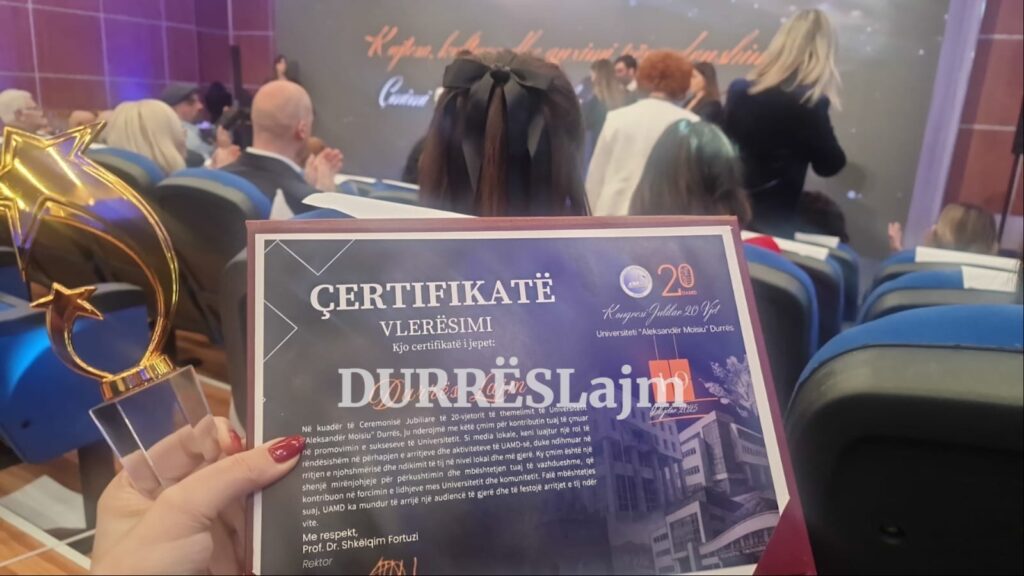 ÇERTIFIKATË
VLERËSIMI
Kjo certifikatë i jepet:
20
UAMD
Kongresi Jubilar 20 Vjet
Universiteti "Aleksandër Moisiu" Durrës
DURRËSLajm
Durrës Lajm
Në kuadër të Ceremonisë Jubiliare të 20-vjetorit të themelimit të Universitetit
"Aleksandër Moisiu" Durrës, Ju nderojmë me këtë çmim për kontributin tuaj të çmuar
në promovimin e sukseseve të Universitetit. Si media lokale, keni luajtur një rol të
rëndësishëm në përhapjen e arritjeve dhe aktiviteteve të UAMD-së, duke ndihmuar në
rritjen e njohshmërisë dhe ndikimit të tij në nivel lokal dhe më gjerë. Ky çmim është një
shenjë mirënjohjeje për përkushtimin dhe mbështetjen tuaj të vazhdueshme, që
kontribuon në forcimin e lidhjeve mes Universitetit dhe komunitetit. Falë mbështetjes
suaj, UAMD ka mundur të arrijë një audiencë të gjerë dhe të festojë arritjet e tij ndër
vite.
Me respekt,
Prof. Dr. Shkëlqim Fortuzi
Rektor